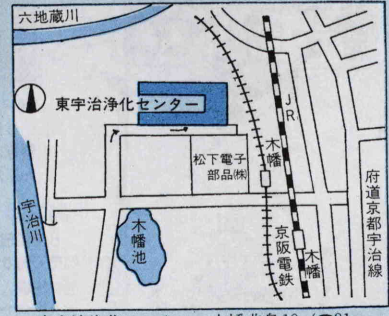 六地蔵川
東宇治浄化センター
JR
木幡
松下電子
部品㈱
府道京都宇治線
宇治川
木幡池
京阪電鉄
木幡